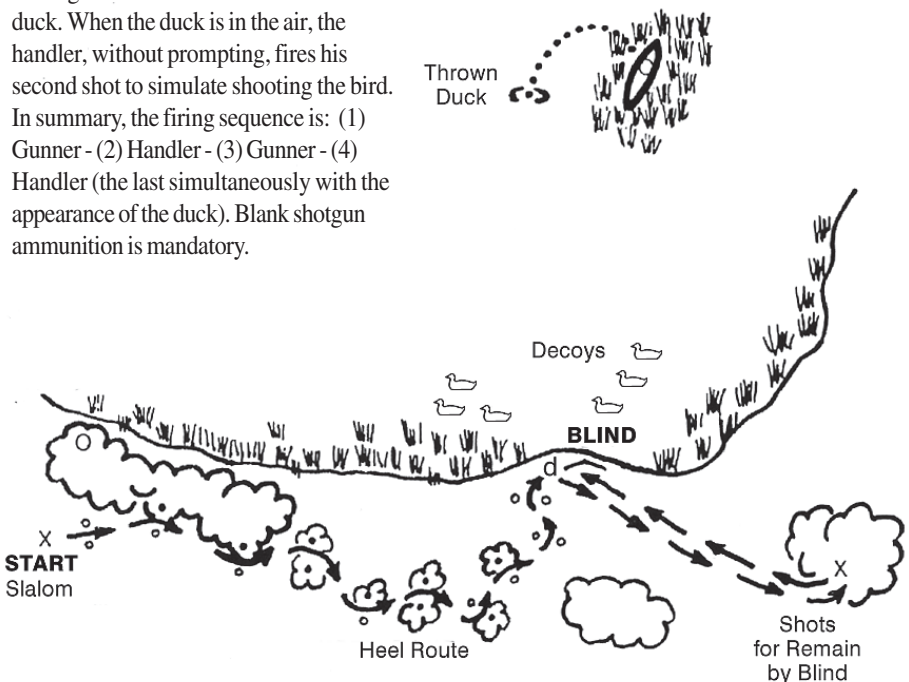 duck. When the duck is in the air, the
handler, without prompting, fires his
second shot to simulate shooting the bird.
In summary, the firing sequence is: (1)
Gunner - (2) Handler - (3) Gunner - (4)
Handler (the last simultaneously with the
appearance of the duck). Blank shotgun
ammunition is mandatory.
Thrown
Duck
Decoys
BLIND
d
O
X
START
Slalom
Heel Route
X
Shots
for Remain
by Blind